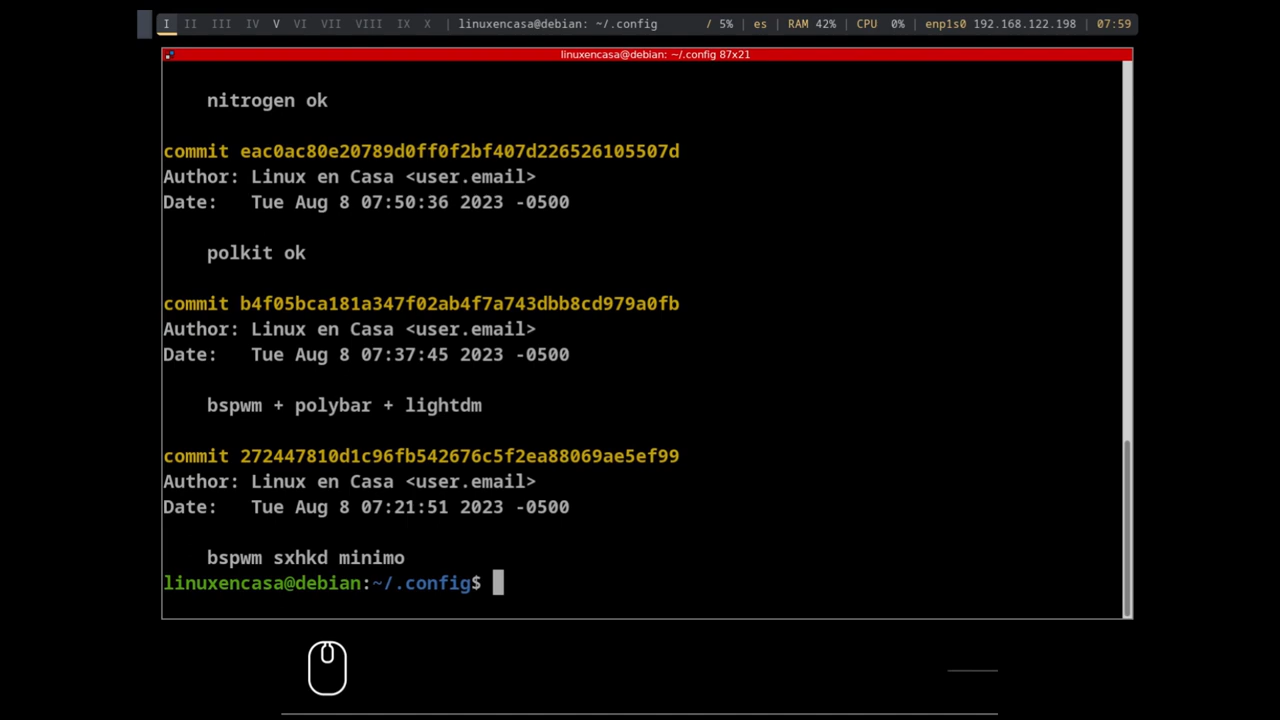 I II III IV V VI VII VIII IX X | linuxencasa@debian: ~/.config / 5% | es | RAM 42% | CPU 0% | enp1s0 192.168.122.198 | 07:59
linuxencasa@debian: ~/.config 87x21
nitrogen ok
commit eac0ac80e20789d0ff0f2bf407d226526105507d
Author: Linux en Casa <user.email>
Date: Tue Aug 8 07:50:36 2023 -0500
polkit ok
commit b4f05bca181a347f02ab4f7a743dbb8cd979a0fb
Author: Linux en Casa <user.email>
Date: Tue Aug 8 07:37:45 2023 -0500
bspwm + polybar + lightdm
commit 272447810d1c96fb542676c5f2ea88069ae5ef99
Author: Linux en Casa <user.email>
Date: Tue Aug 8 07:21:51 2023 -0500
bspwm sxhkd minimo
linuxencasa@debian:~/.config$